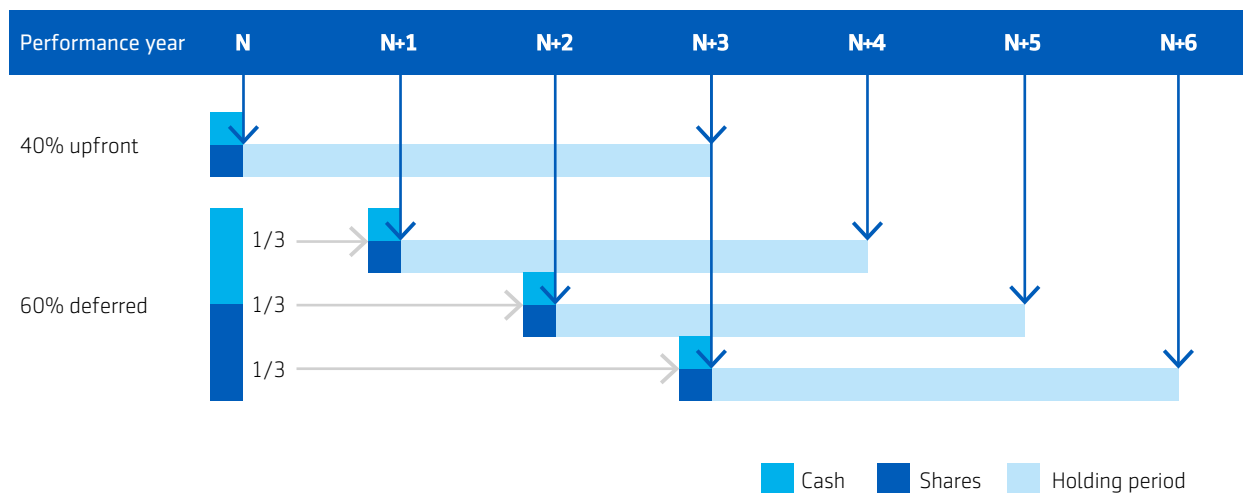 Performance year N N+1 N+2 N+3 N+4 N+5 N+6
40% upfront
1/3
60% deferred 1/3
1/3
Cash Shares Holding period